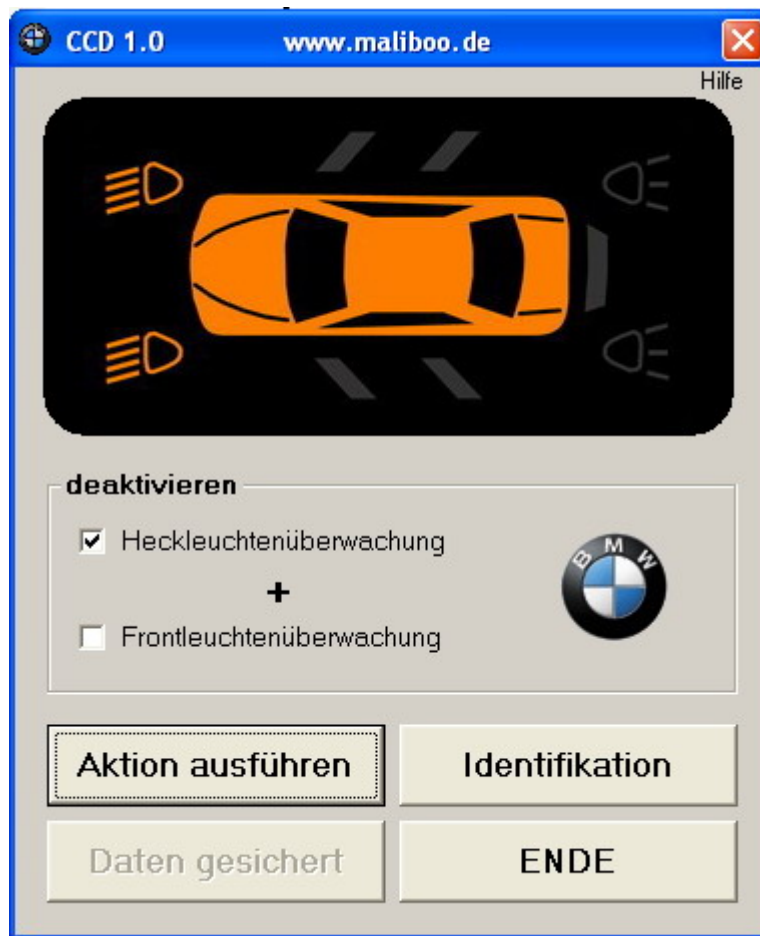 CCD 1.0 www.maliboo.de
Hilfe
deaktivieren
Heckleuchtenüberwachung
+
Frontleuchtenüberwachung
BMW
Aktion ausführen Identifikation
Daten gesichert ENDE